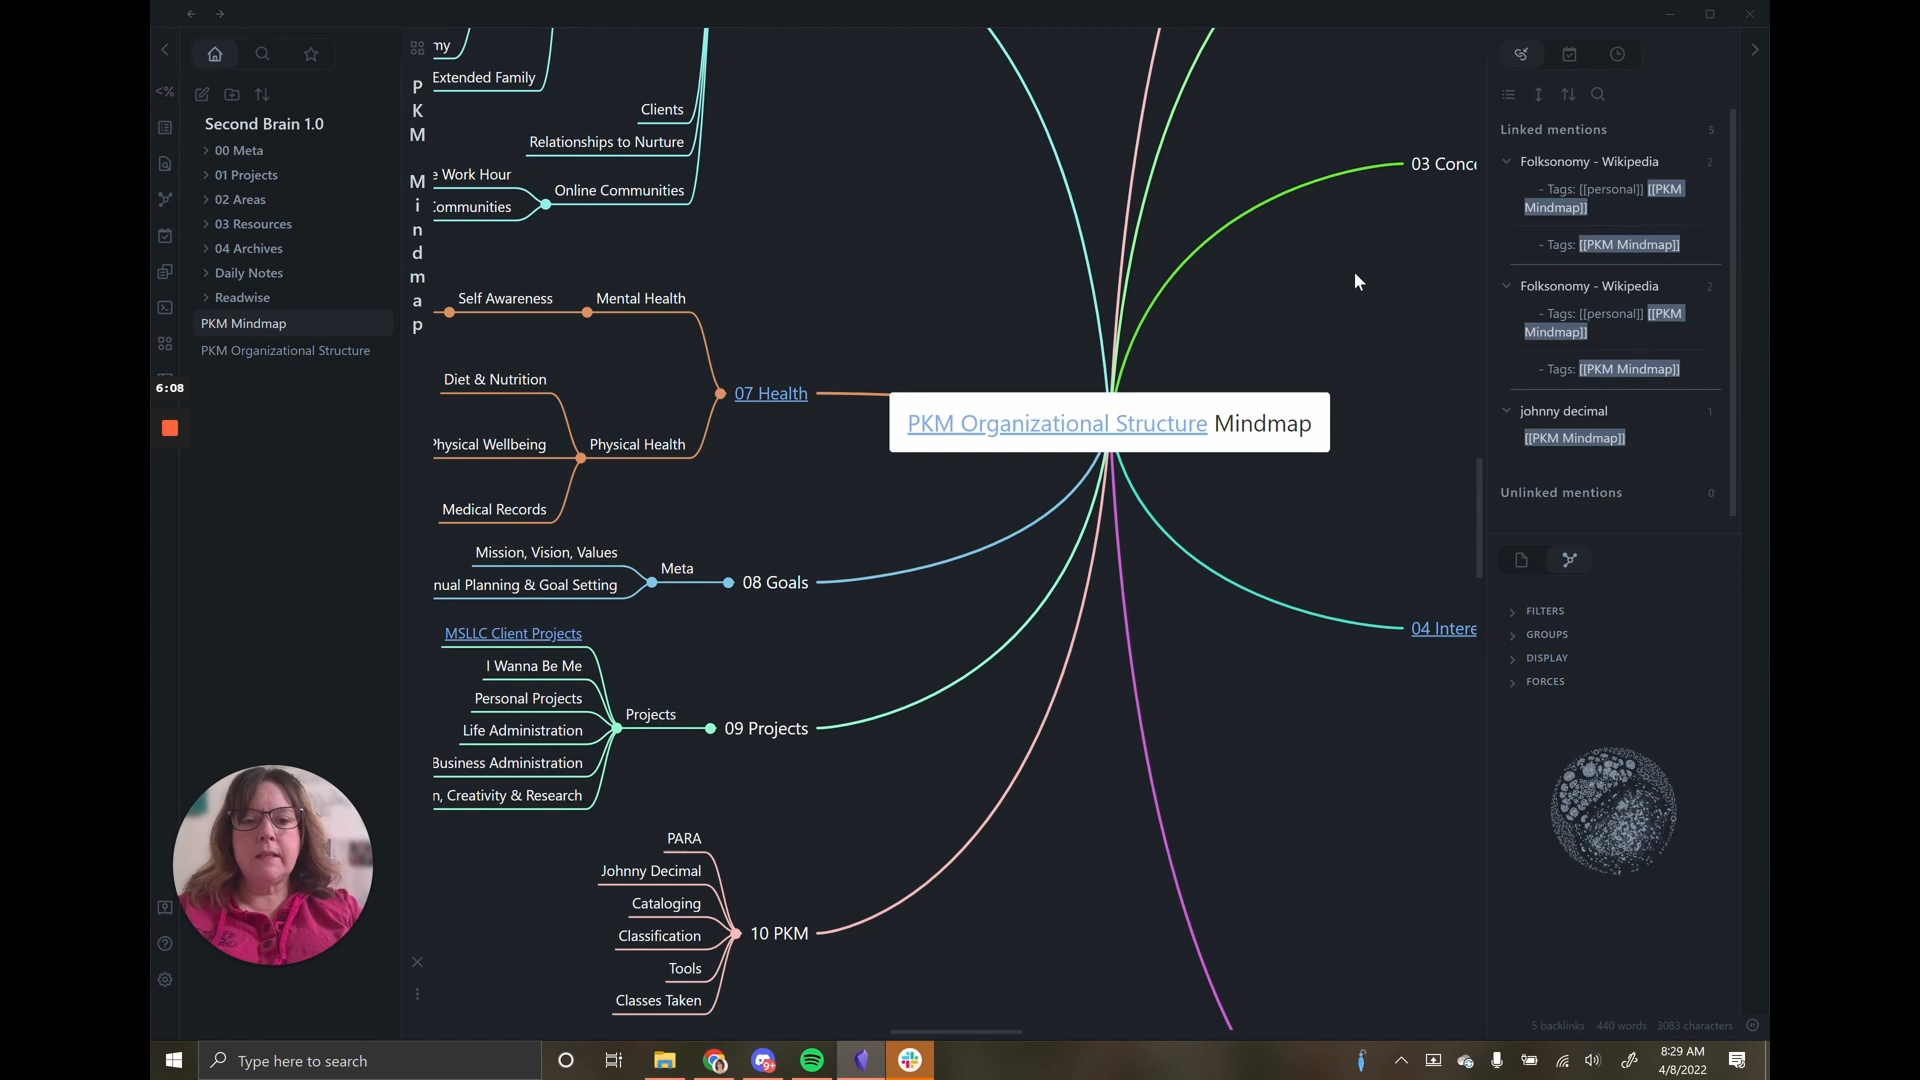 Second Brain 1.0
00 Meta
01 Projects
02 Areas
03 Resources
04 Archives
Daily Notes
Readwise
PKM Mindmap
PKM Organizational Structure
6:08
PKM Mindmap
my
Extended Family
Clients
Relationships to Nurture
e Work Hour
Communities
Online Communities
Self Awareness
Mental Health
Diet & Nutrition
07 Health
Physical Wellbeing
Physical Health
Medical Records
Mission, Vision, Values
Meta
nual Planning & Goal Setting
08 Goals
MSLLC Client Projects
I Wanna Be Me
Personal Projects
Projects
Life Administration
09 Projects
Business Administration
n, Creativity & Research
PARA
Johnny Decimal
Cataloging
Classification
10 PKM
Tools
Classes Taken
PKM Organizational Structure Mindmap
03 Conce
04 Intere
Linked mentions 5
Folksonomy - Wikipedia 2
- Tags: [[personal]] [[PKM
Mindmap]]
- Tags: [[PKM Mindmap]]
Folksonomy - Wikipedia 2
- Tags: [[personal]] [[PKM
Mindmap]]
- Tags: [[PKM Mindmap]]
johnny decimal 1
[[PKM Mindmap]]
Unlinked mentions 0
FILTERS
GROUPS
DISPLAY
FORCES
5 backlinks 440 words 3083 characters
Type here to search
9+
8:29 AM
4/8/2022